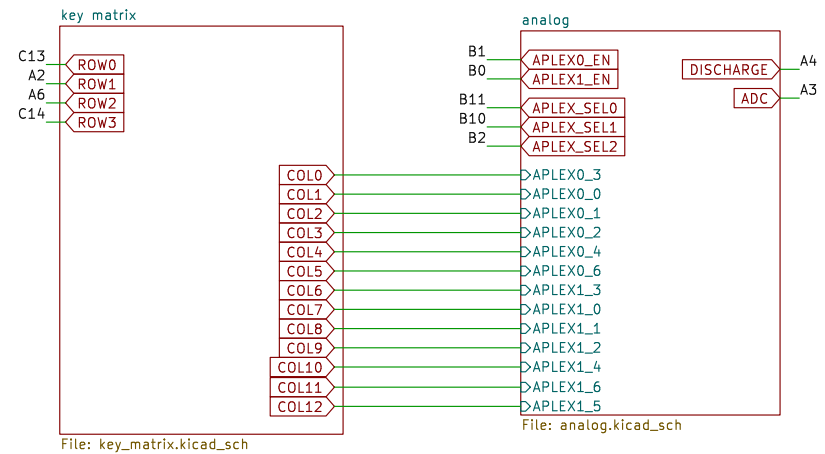 key matrix
C13
A2
A6
C14
ROW0
ROW1
ROW2
ROW3
COL0
COL1
COL2
COL3
COL4
COL5
COL6
COL7
COL8
COL9
COL10
COL11
COL12
File: key_matrix.kicad_sch
analog
B1
B0
B11
B10
B2
APLEX0_EN
APLEX1_EN
APLEX_SEL0
APLEX_SEL1
APLEX_SEL2
APLEX0_3
APLEX0_0
APLEX0_1
APLEX0_2
APLEX0_4
APLEX0_6
APLEX1_3
APLEX1_0
APLEX1_1
APLEX1_2
APLEX1_4
APLEX1_6
APLEX1_5
DISCHARGE
A4
ADC
A3
File: analog.kicad_sch